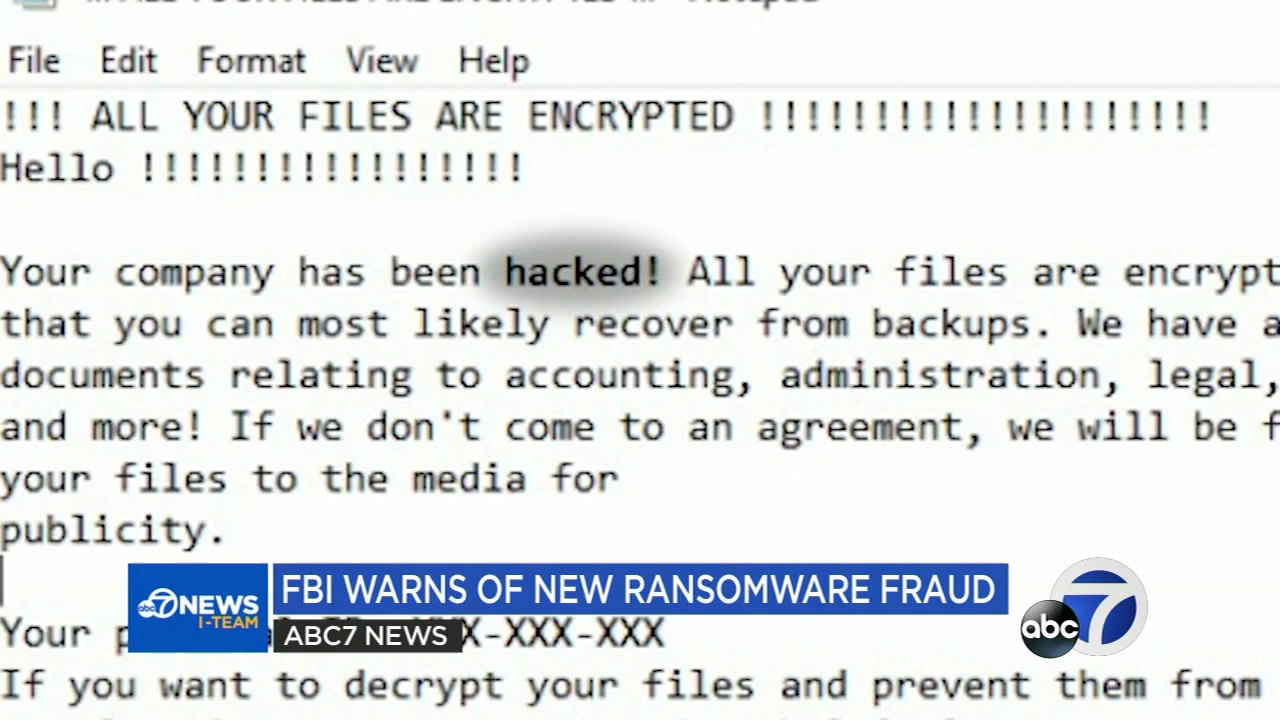 File Edit Format View Help
!!! ALL YOUR FILES ARE ENCRYPTED !!!!!!!!!!!!!!!!!!!!
Hello !!!!!!!!!!!!!!!!!
Your company has been hacked! All your files are encrypt
that you can most likely recover from backups. We have a
documents relating to accounting, administration, legal,
and more! If we don't come to an agreement, we will be f
your files to the media for
publicity.
abc7 NEWS
I-TEAM
FBI WARNS OF NEW RANSOMWARE FRAUD
ABC7 NEWS
abc 7
Your p X-XXX-XXX
If you want to decrypt your files and prevent them from